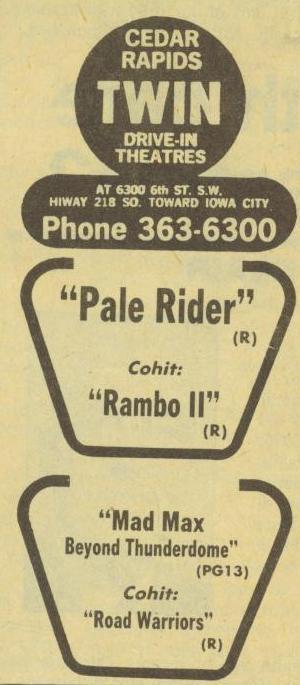 CEDAR
RAPIDS
TWIN
DRIVE-IN
THEATRES
AT 6300 6th ST. S.W.
HIWAY 218 SO. TOWARD IOWA CITY
Phone 363-6300
"Pale Rider"
(R)
Cohit:
"Rambo II"
(R)
"Mad Max
Beyond Thunderdome"
(PG13)
Cohit:
"Road Warriors"
(R)